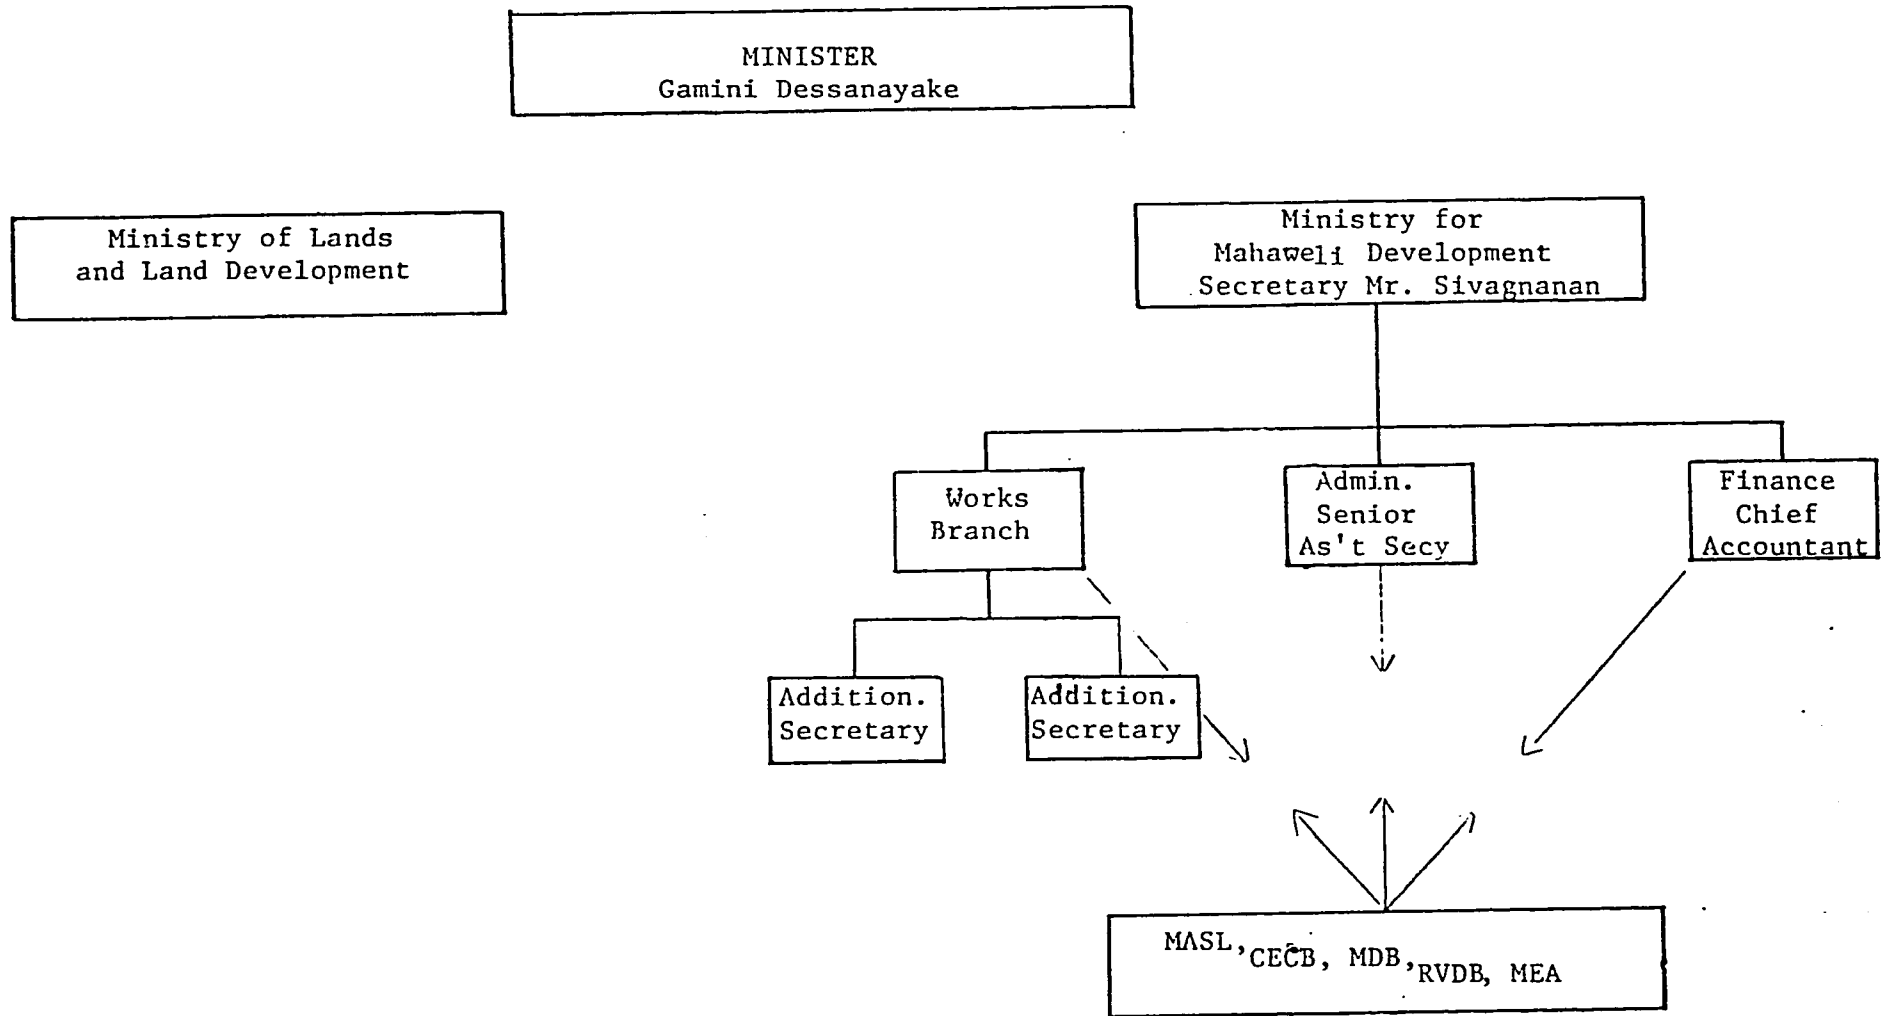 MINISTER
Gamini Dessanayake
Ministry of Lands
and Land Development
Ministry for
Mahaweli Development
Secretary Mr. Sivagnanan
Works
Branch
Admin.
Senior
As't Secy
Finance
Chief
Accountant
Addition.
Secretary
Addition.
Secretary
MASL, CECB, MDB, RVDB, MEA